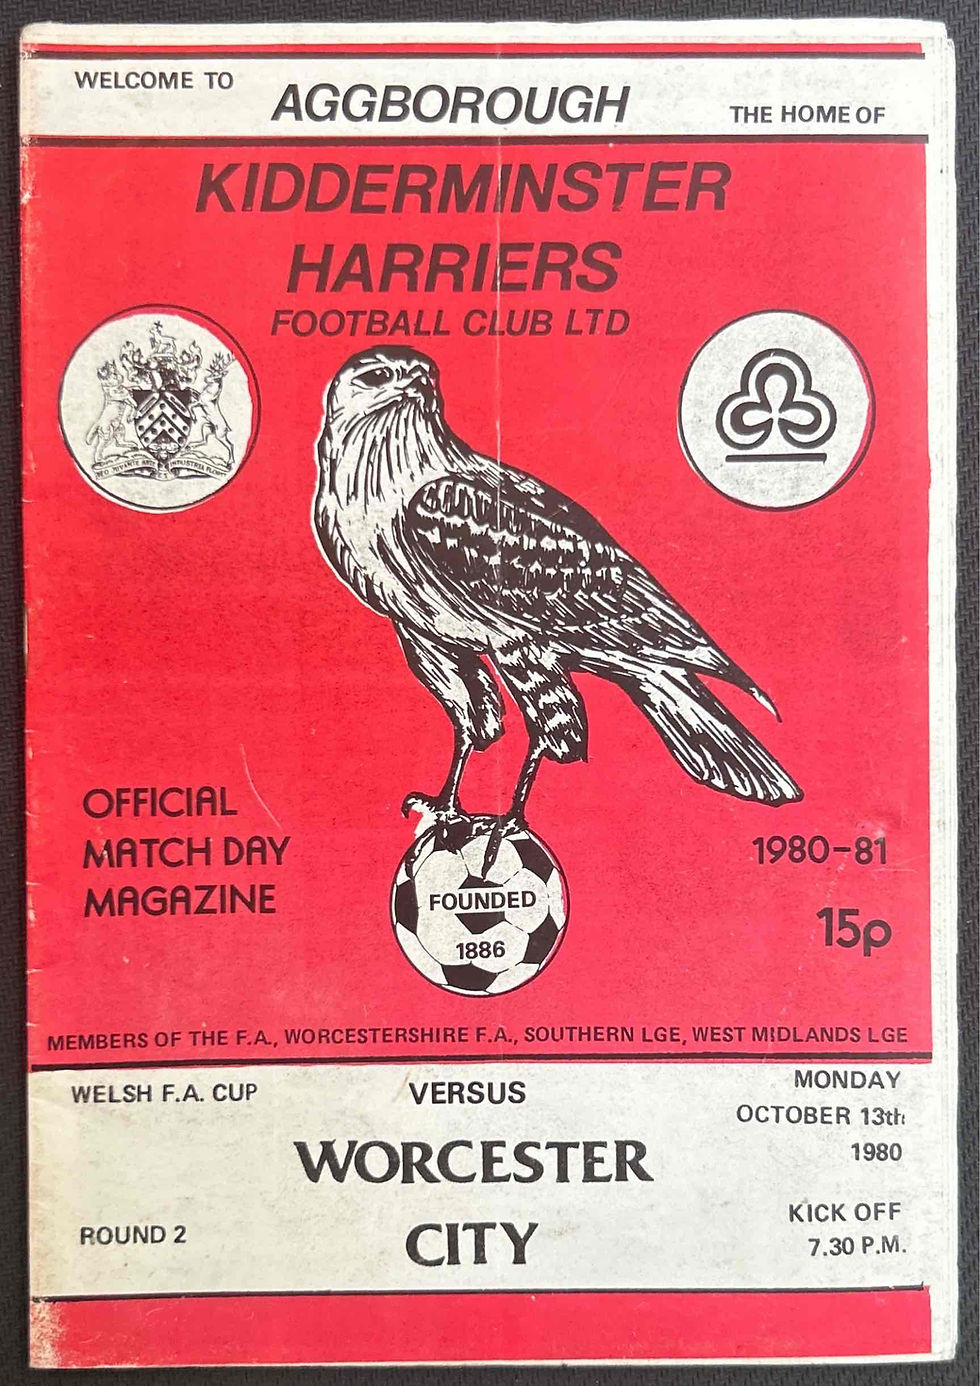 WELCOME TO
AGGBOROUGH
THE HOME OF
KIDDERMINSTER
HARRIERS
FOOTBALL CLUB LTD
OFFICIAL
MATCH DAY
MAGAZINE
1980-81
15p
FOUNDED
1886
MEMBERS OF THE F.A., WORCESTERSHIRE F.A., SOUTHERN LGE, WEST MIDLANDS LGE
WELSH F.A. CUP
VERSUS
MONDAY
OCTOBER 13th
1980
WORCESTER
CITY
ROUND 2
KICK OFF
7.30 P.M.